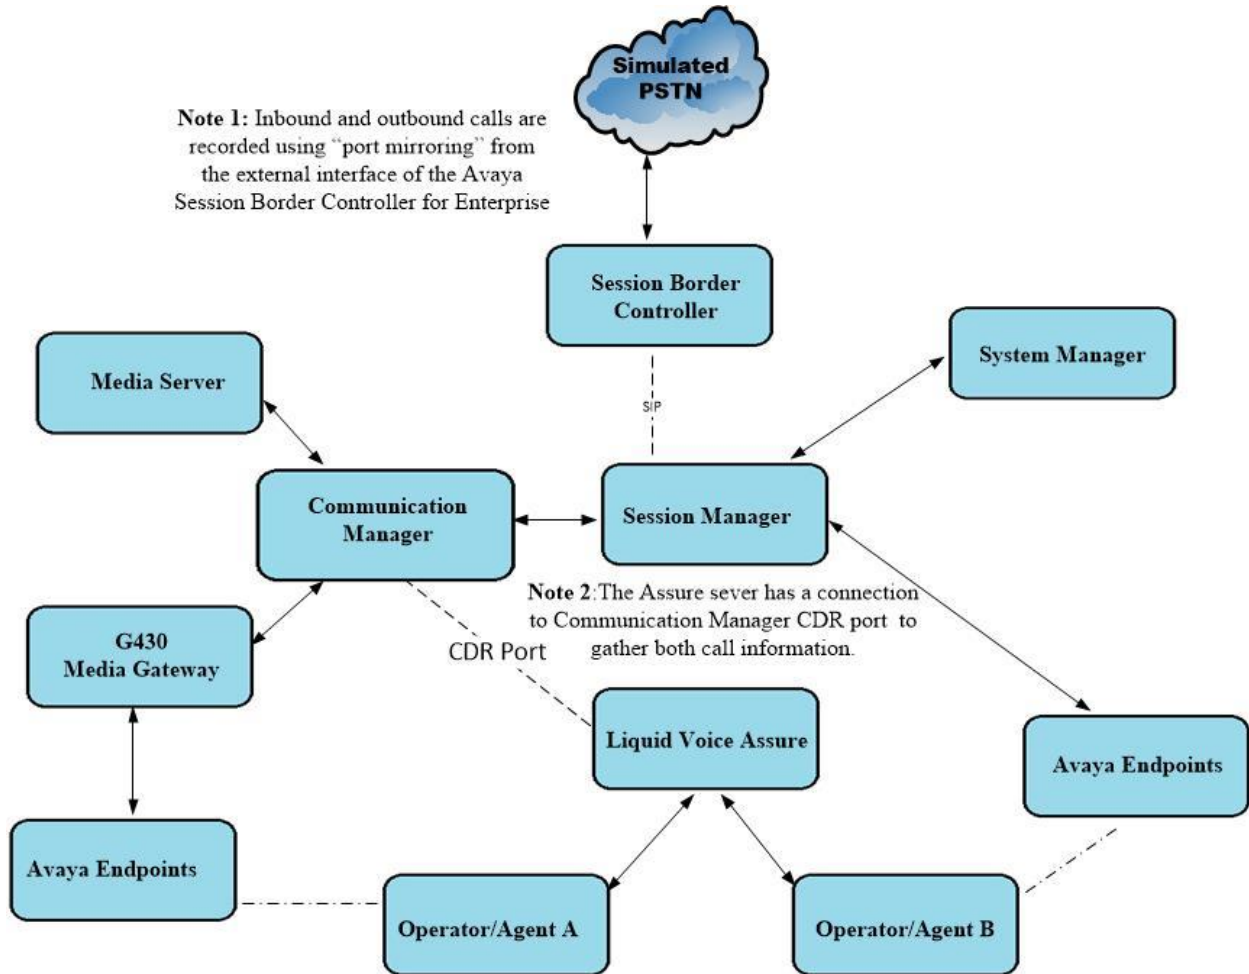 Simulated
PSTN
Note 1: Inbound and outbound calls are
recorded using “port mirroring” from
the external interface of the Avaya
Session Border Controller for Enterprise
Session Border
Controller
System Manager
Media Server
SIP
Communication
Manager
Session Manager
Note 2:The Assure sever has a connection
to Communication Manager CDR port to
gather both call information.
G430
Media Gateway
CDR Port
Liquid Voice Assure
Avaya Endpoints
Avaya Endpoints
Operator/Agent A
Operator/Agent B